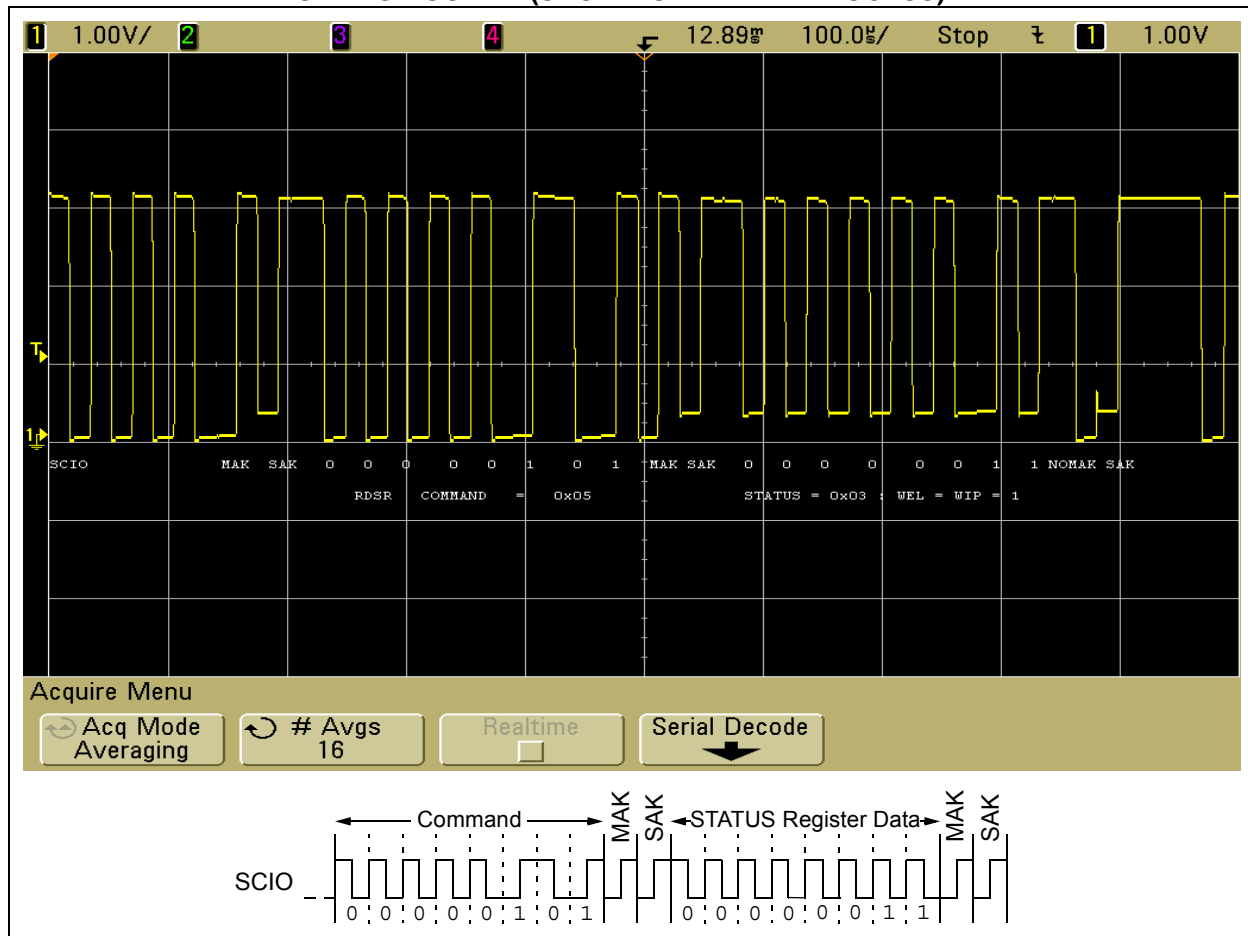 1 1.00V/ 2 3 4 12.89ms 100.0us/ Stop 1 1.00V
T
1
SCIO MAK SAK 0 0 0 0 0 1 0 1 MAK SAK 0 0 0 0 0 0 1 1 NOMAK SAK
RDSR COMMAND = 0x05 STATUS = 0x03 : WEL = WIP = 1
Acquire Menu
Acq Mode
Averaging
# Avgs
16
Realtime
Serial Decode
Command MAK SAK STATUS Register Data MAK SAK
SCIO
0 0 0 0 0 1 0 1 0 0 0 0 0 0 1 1